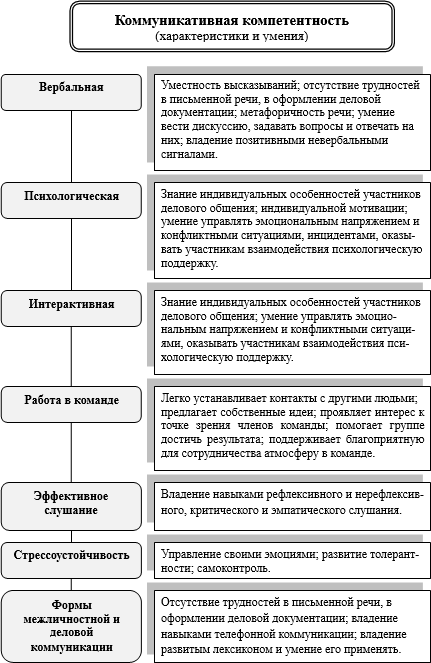 Коммуникативная компетентность
(характеристики и умения)
Вербальная
Уместность высказываний; отсутствие трудностей
в письменной речи, в оформлении деловой
документации; метафоричность речи; умение
вести дискуссию, задавать вопросы и отвечать на
них; владение позитивными невербальными
сигналами.
Психологическая
Знание индивидуальных особенностей участников
делового общения; индивидуальной мотивации;
умение управлять эмоциональным напряжением и
конфликтными ситуациями, инцидентами, оказы-
вать участникам взаимодействия психологическую
поддержку.
Интерактивная
Знание индивидуальных особенностей участников
делового общения; умение управлять эмоцио-
нальным напряжением и конфликтными ситуаци-
ями, оказывать участникам взаимодействия пси-
хологическую поддержку.
Работа в команде
Легко устанавливает контакты с другими людьми;
предлагает собственные идеи; проявляет интерес к
точке зрения членов команды; помогает группе
достичь результата; поддерживает благоприятную
для сотрудничества атмосферу в команде.
Эффективное
слушание
Владение навыками рефлексивного и нерефлексив-
ного, критического и эмпатического слушания.
Стрессоустойчивость
Управление своими эмоциями; развитие толерант-
ности; самоконтроль.
Формы
межличностной и
деловой
коммуникации
Отсутствие трудностей в письменной речи, в
оформлении деловой документации; владение
навыками телефонной коммуникации; владение
развитым лексиконом и умение его применять.